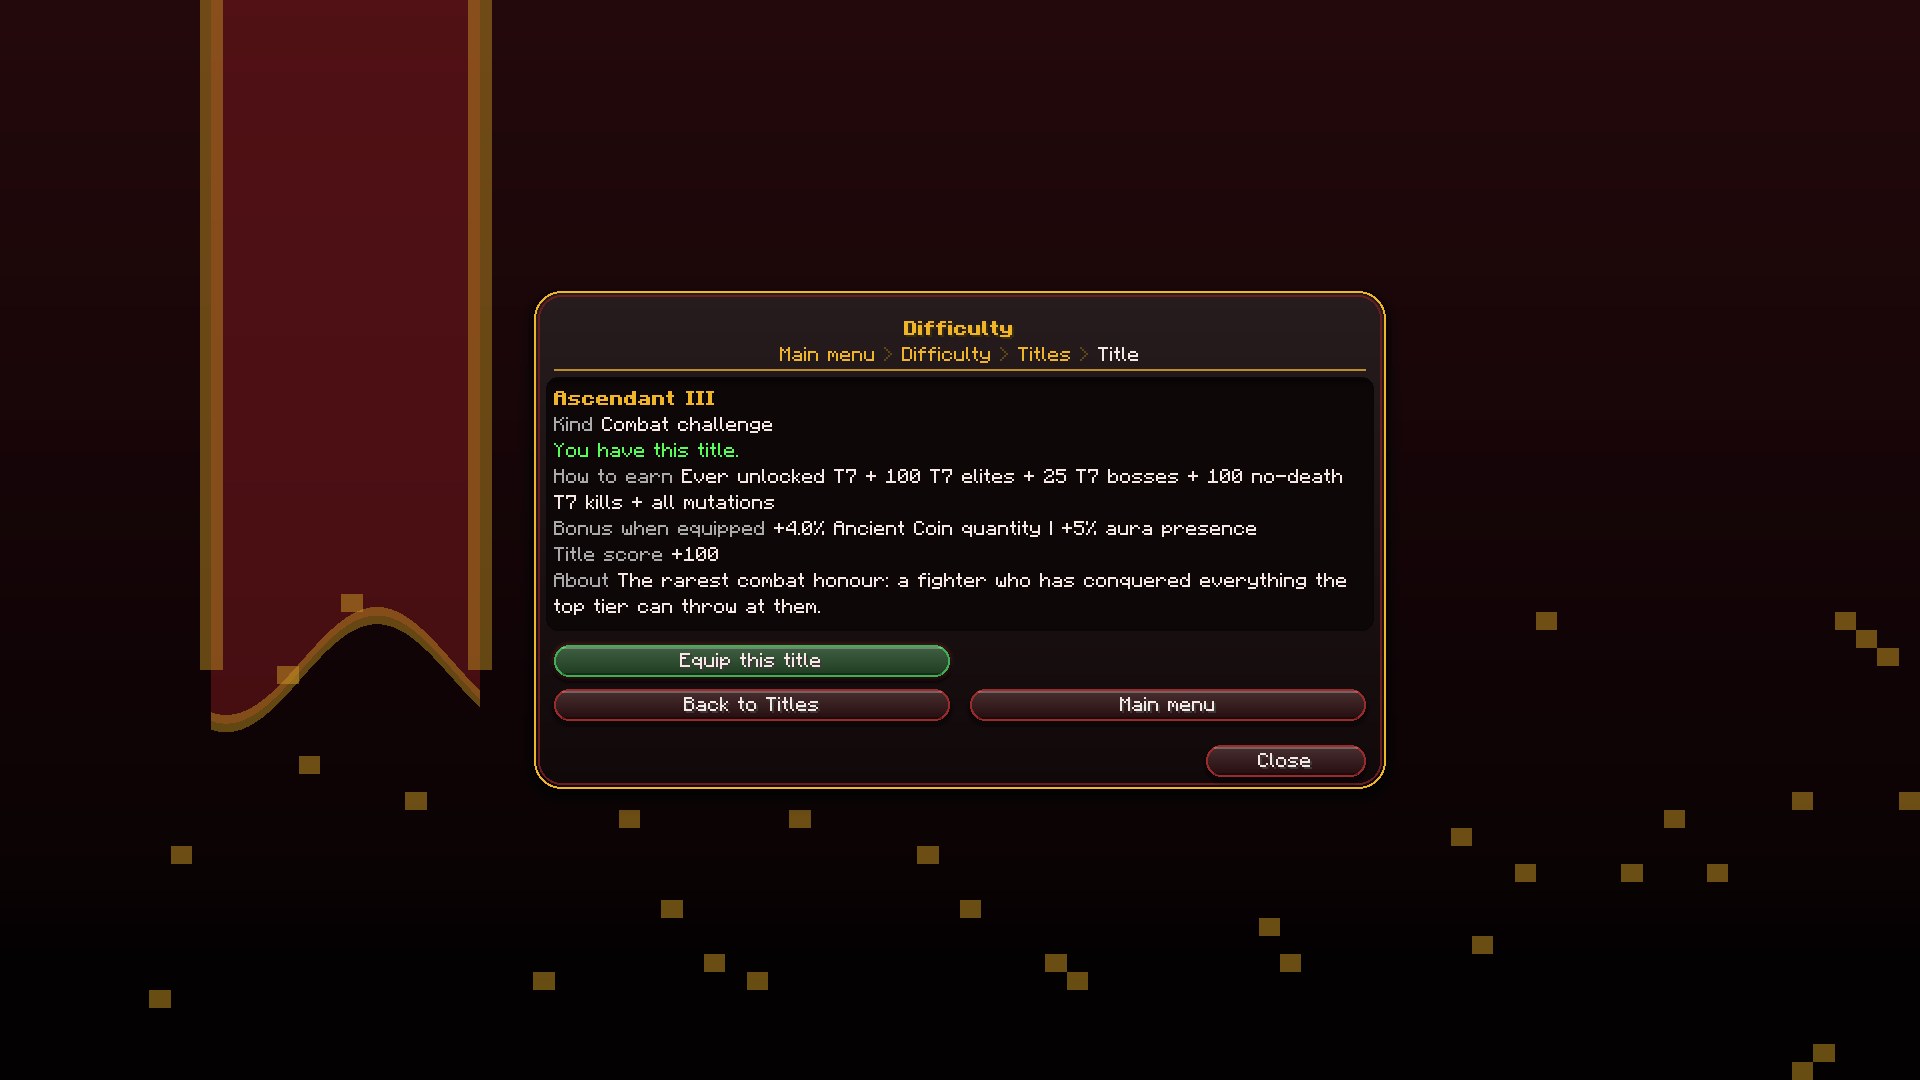 Difficulty
Main menu > Difficulty > Titles > Title
Ascendant III
Kind Combat challenge
You have this title.
How to earn Ever unlocked T7 + 100 T7 elites + 25 T7 bosses + 100 no-death
T7 kills + all mutations
Bonus when equipped +4.0% Ancient Coin quantity | +5% aura presence
Title score +100
About The rarest combat honour: a fighter who has conquered everything the
top tier can throw at them.
Equip this title
Back to Titles
Main menu
Close